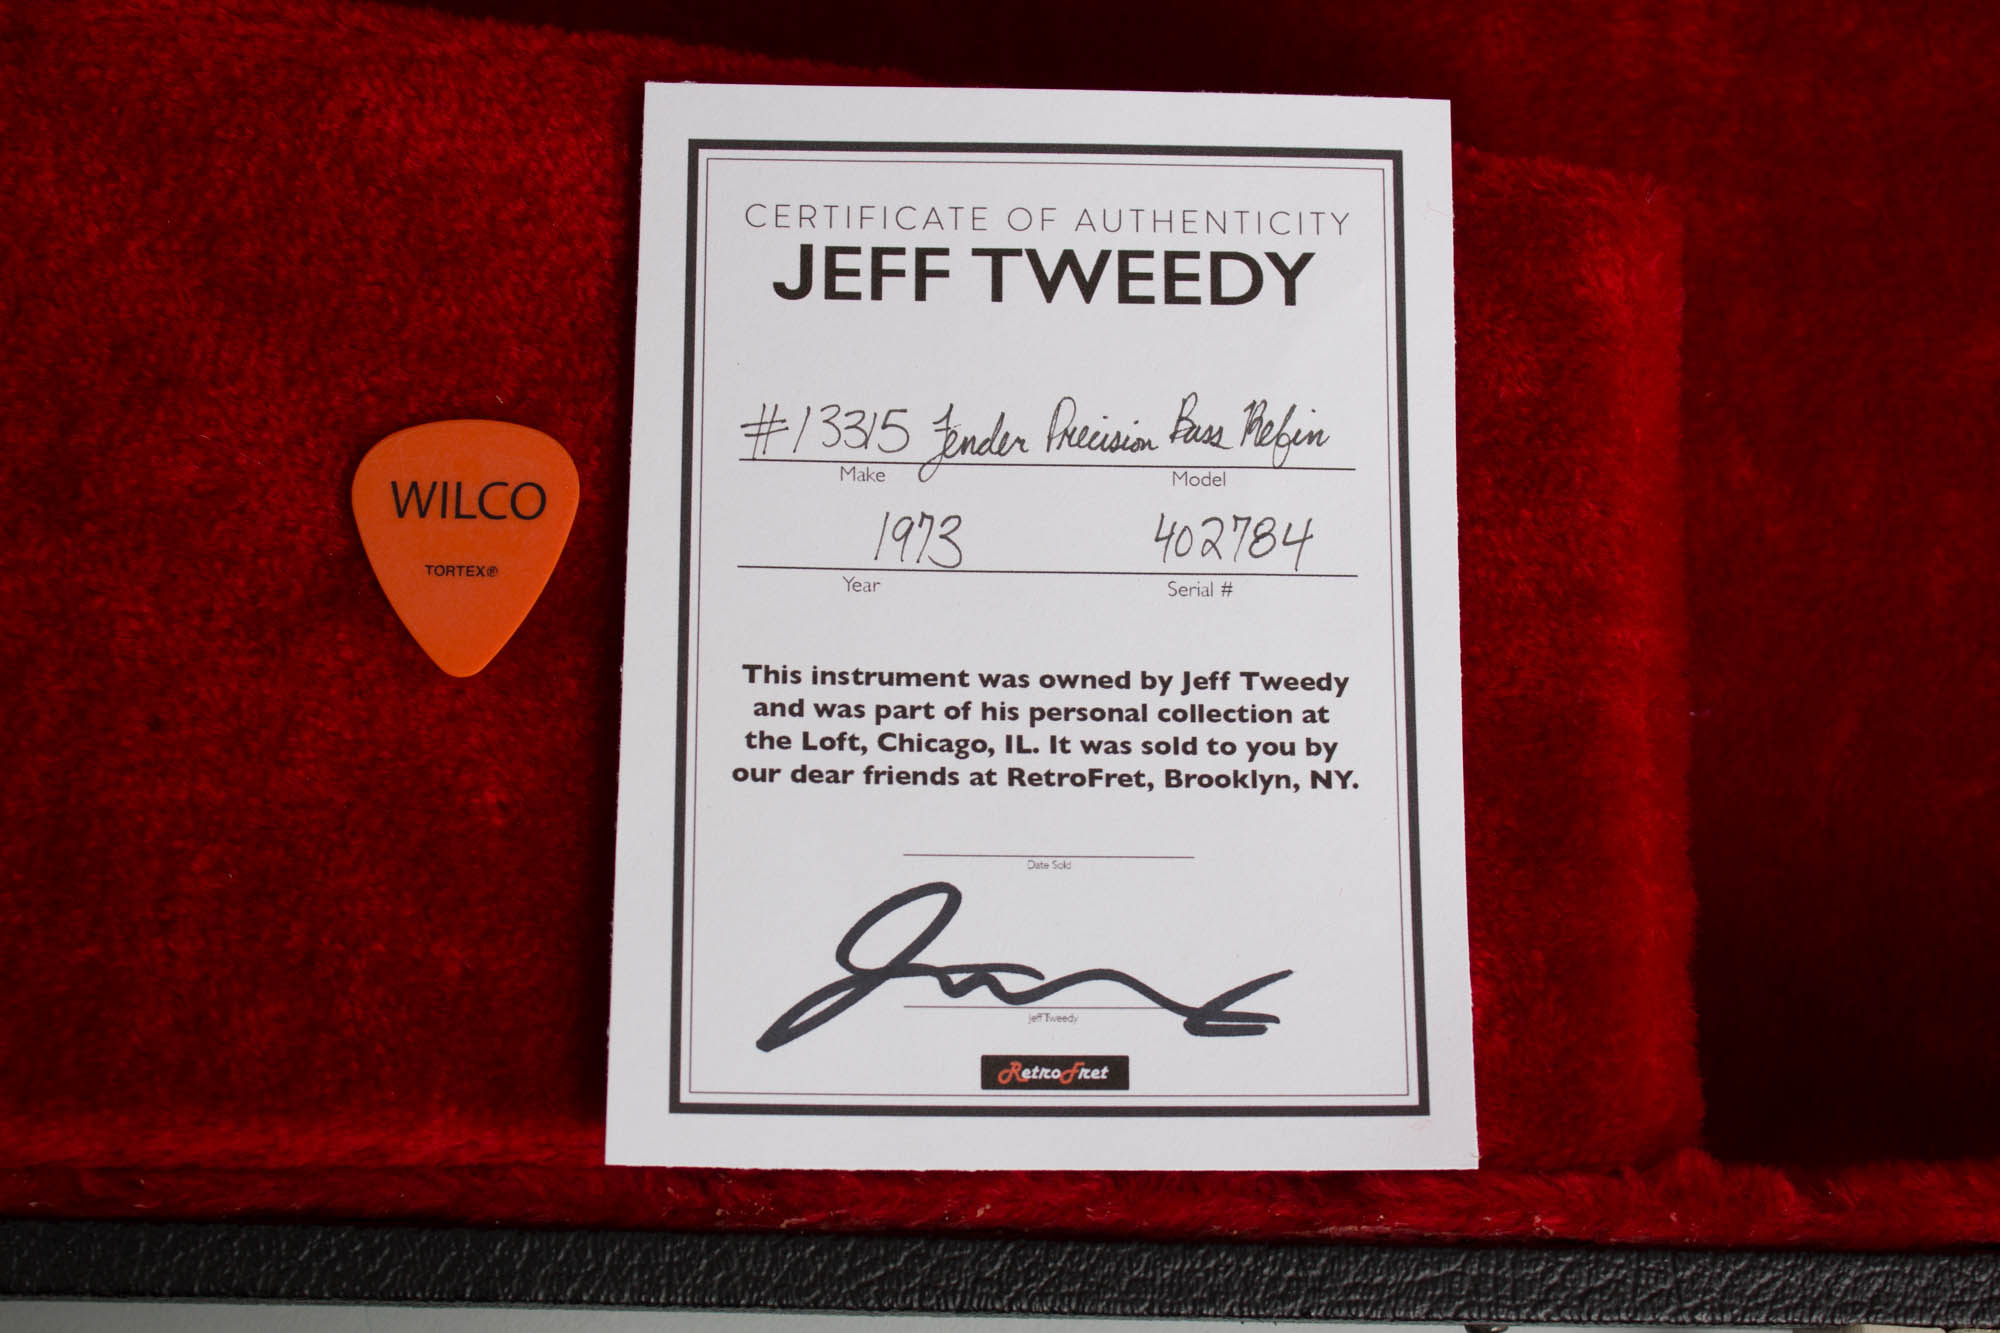 WILCO
TORTEX®
CERTIFICATE OF AUTHENTICITY
JEFF TWEEDY
#13315 Fender Precision Bass Refin
Make Model
1973 402784
Year Serial #
This instrument was owned by Jeff Tweedy
and was part of his personal collection at
the Loft, Chicago, IL. It was sold to you by
our dear friends at RetroFret, Brooklyn, NY.
Date Sold
Jeff Tweedy
RetroFret